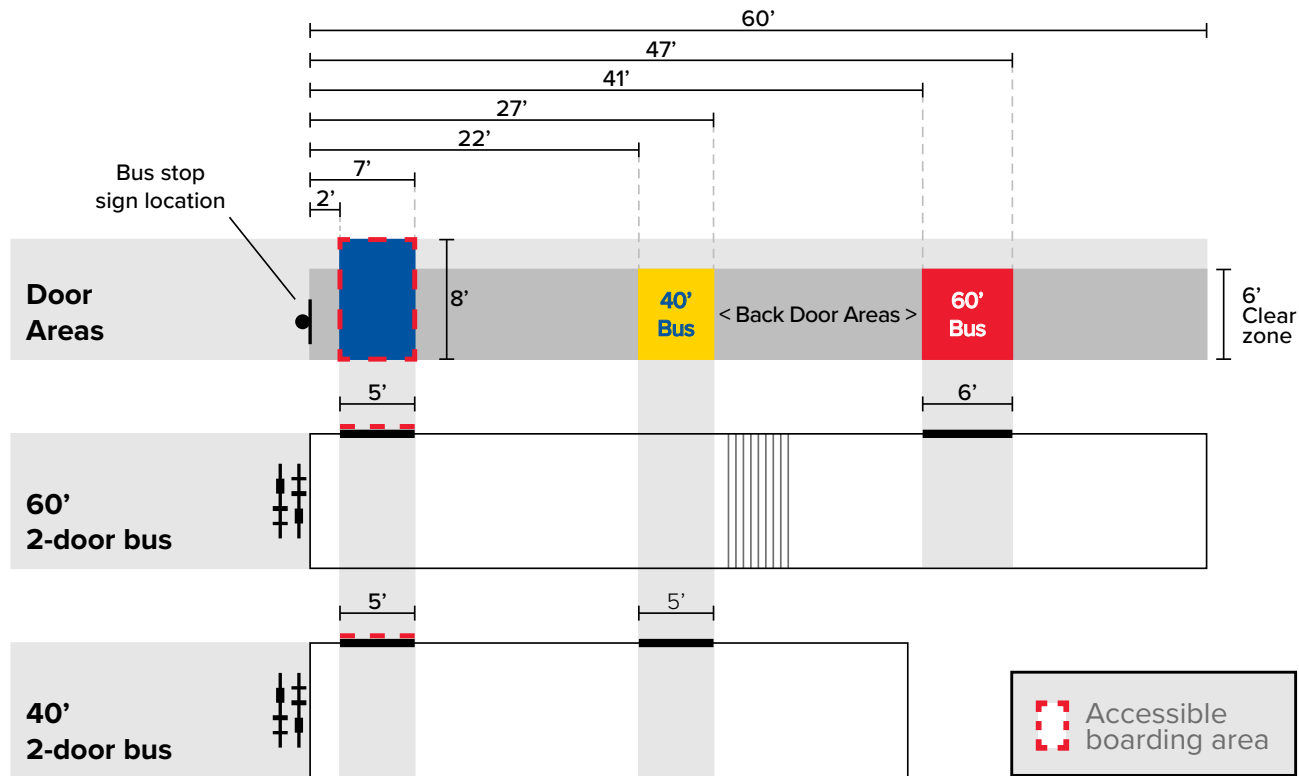 60’
47’
41’
27’
22’
7’
2’
Bus stop
sign location
Door
Areas
8’
40’
Bus
< Back Door Areas >
60’
Bus
6’
Clear
zone
5’
6’
60’
2-door bus
5’
5’
40’
2-door bus
Accessible
boarding area